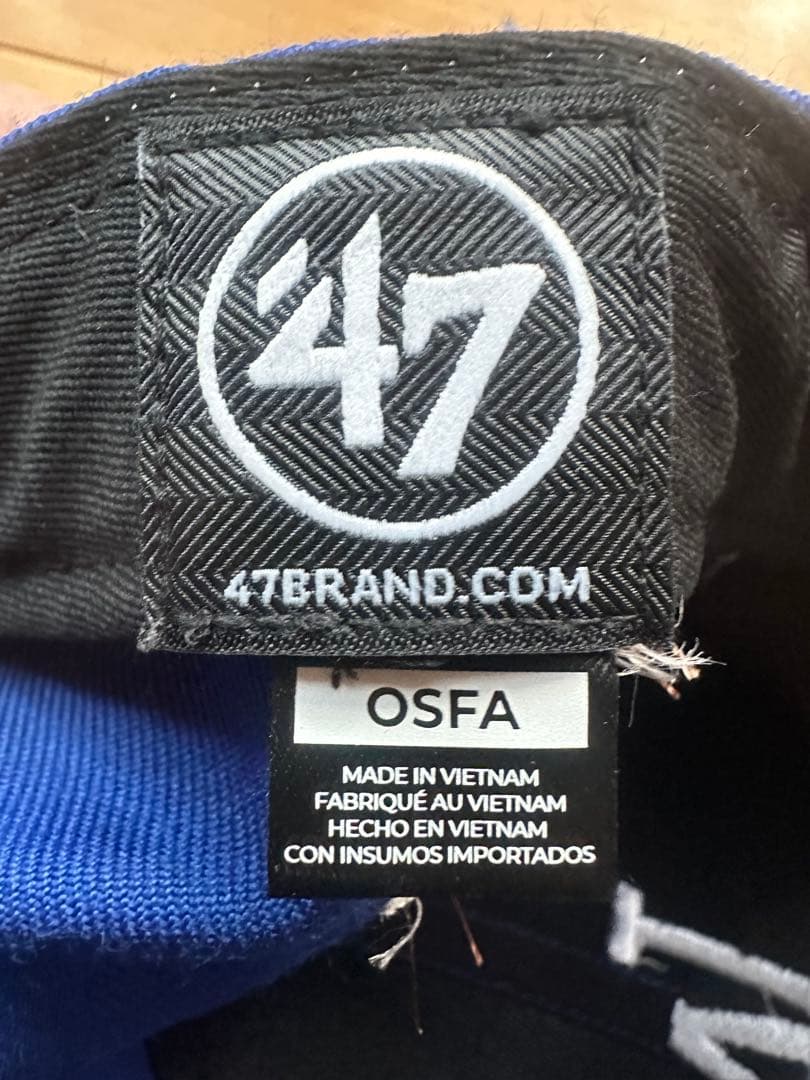 '47
47BRAND.COM
OSFA
MADE IN VIETNAM
FABRIQUÉ AU VIETNAM
HECHO EN VIETNAM
CON INSUMOS IMPORTADOS